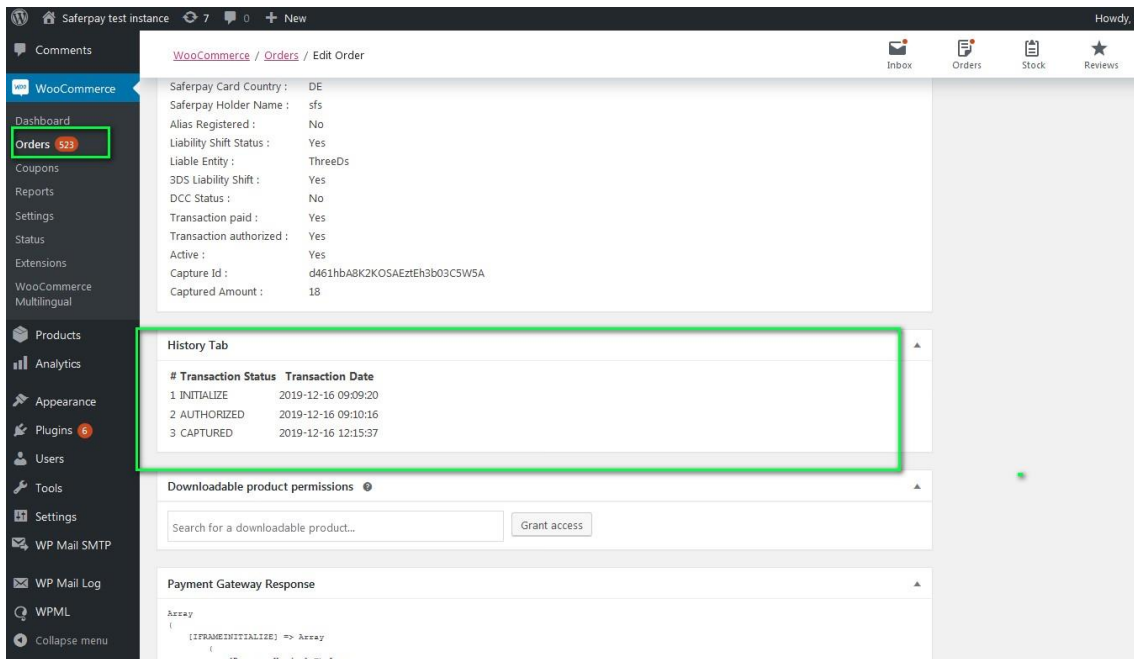 Saferpay test instance 7 0 + New Howdy,
Comments
WooCommerce / Orders / Edit Order
Inbox Orders Stock Reviews
WooCommerce
Dashboard
Orders 523
Coupons
Reports
Settings
Status
Extensions
WooCommerce
Multilingual
Products
Analytics
Appearance
Plugins 6
Users
Tools
Settings
WP Mail SMTP
WP Mail Log
WPML
Collapse menu
Saferpay Card Country : DE
Saferpay Holder Name : sfs
Alias Registered : No
Liability Shift Status : Yes
Liable Entity : ThreeDs
3DS Liability Shift : Yes
DCC Status : No
Transaction paid : Yes
Transaction authorized : Yes
Active : Yes
Capture Id : d461hbA8K2KOSAEztEh3b03C5W5A
Captured Amount : 18
History Tab
# Transaction Status Transaction Date
1 INITIALIZE 2019-12-16 09:09:20
2 AUTHORIZED 2019-12-16 09:10:16
3 CAPTURED 2019-12-16 12:15:37
Downloadable product permissions
Search for a downloadable product... Grant access
Payment Gateway Response
Array
(
[IFRAMEINITIALIZE] => Array
(